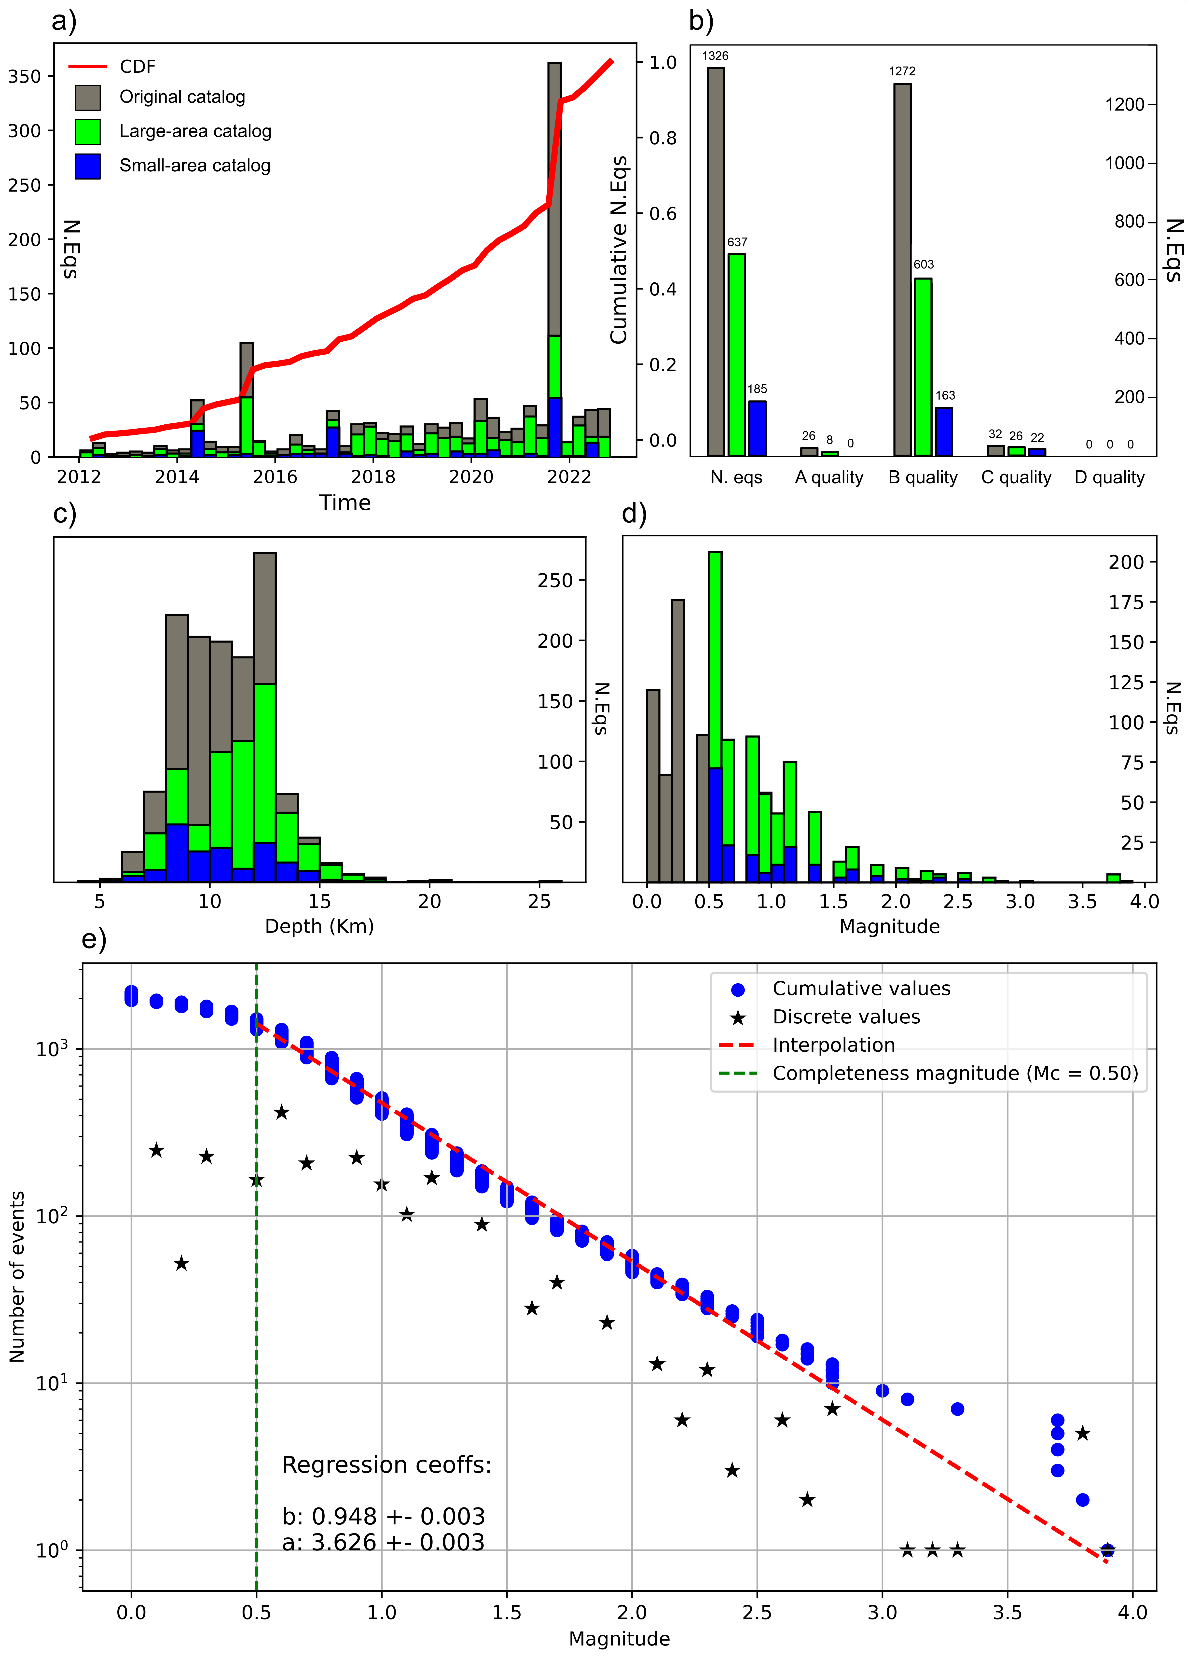 a)
CDF
Original catalog
Large-area catalog
Small-area catalog
350
300
250
200
150
100
50
0
N.Eqs
1.0
0.8
0.6
0.4
0.2
0.0
Cumulative N.Eqs
2012 2014 2016 2018 2020 2022
Time
b)
1326
637
185
26 8 0
1272
603
163
32 26 22
0 0 0
1200
1000
800
600
400
200
N.Eqs
N. eqs A quality B quality C quality D quality
c)
250
200
150
100
50
N.Eqs
5 10 15 20 25
Depth (Km)
d)
200
175
150
125
100
75
50
25
N.Eqs
0.0 0.5 1.0 1.5 2.0 2.5 3.0 3.5 4.0
Magnitude
e)
Cumulative values
Discrete values
Interpolation
Completeness magnitude (Mc = 0.50)
10³
10²
10¹
10⁰
Number of events
Regression ceoffs:
b: 0.948 +- 0.003
a: 3.626 +- 0.003
0.0 0.5 1.0 1.5 2.0 2.5 3.0 3.5 4.0
Magnitude